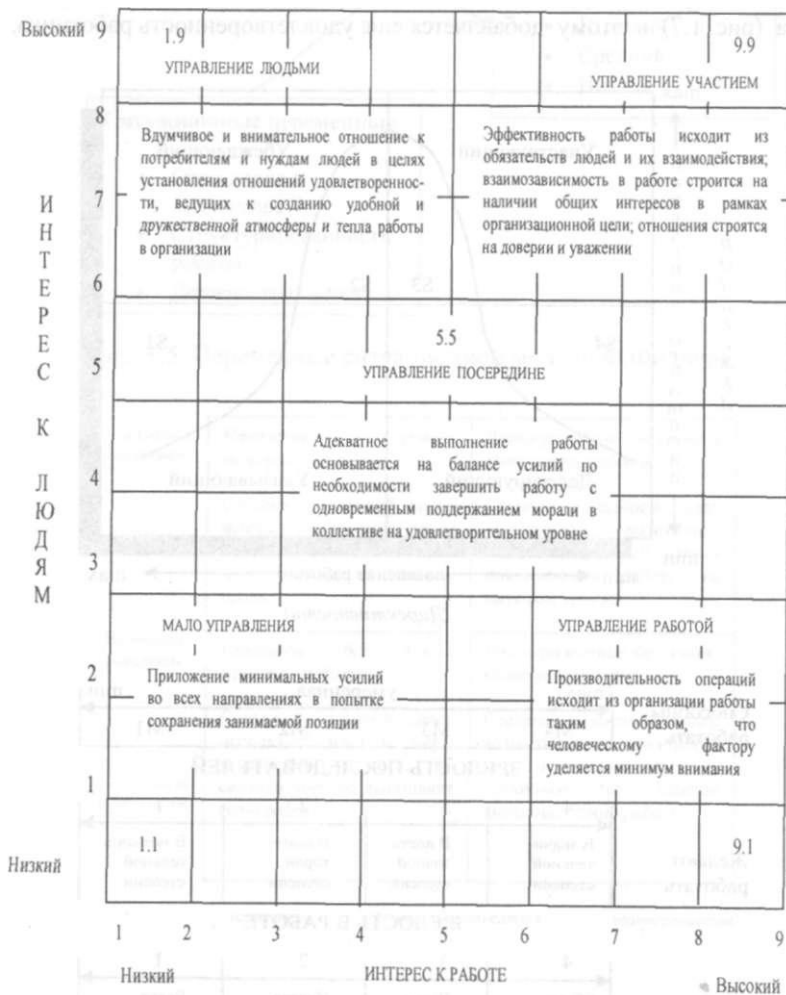 (рис. 1.7)
Высокий 9
1.9
9.9
УПРАВЛЕНИЕ ЛЮДЬМИ
УПРАВЛЕНИЕ УЧАСТИЕМ
8
Вдумчивое и внимательное отношение к
потребителям и нуждам людей в целях
установления отношений удовлетвореннос-
ти, ведущих к созданию удобной и
дружественной атмосферы и тепла работы
в организации
Эффективность работы исходит из
обязательств людей и их взаимодействия;
взаимозависимость в работе строится на
наличии общих интересов в рамках
организационной цели; отношения строятся
на доверии и уважении
7
6
5.5
УПРАВЛЕНИЕ ПОСЕРЕДИНЕ
5
ИНТЕРЕС К ЛЮДЯМ
Адекватное выполнение работы
основывается на балансе усилий по
необходимости завершить работу с
одновременным поддержанием морали в
коллективе на удовлетворительном уровне
4
3
МАЛО УПРАВЛЕНИЯ
УПРАВЛЕНИЕ РАБОТОЙ
2
Приложение минимальных усилий
во всех направлениях в попытке
сохранения занимаемой позиции
Производительность операций
исходит из организации работы
таким образом, что
человеческому фактору
уделяется минимум внимания
1
1.1
9.1
Низкий
1 2 3 4 5 6 7 8 9
Низкий ИНТЕРЕС К РАБОТЕ Высокий